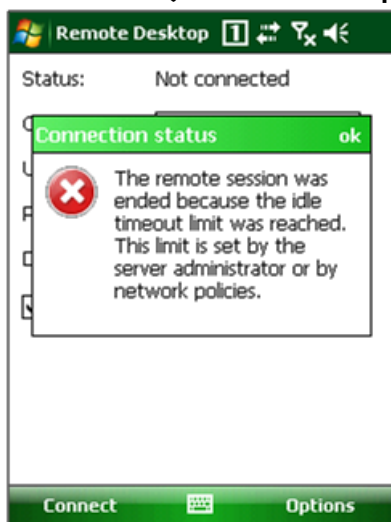 Remote Desktop 1
Status: Not connected
Connection status ok
The remote session was
ended because the idle
timeout limit was reached.
This limit is set by the
server administrator or by
network policies.
Connect Options